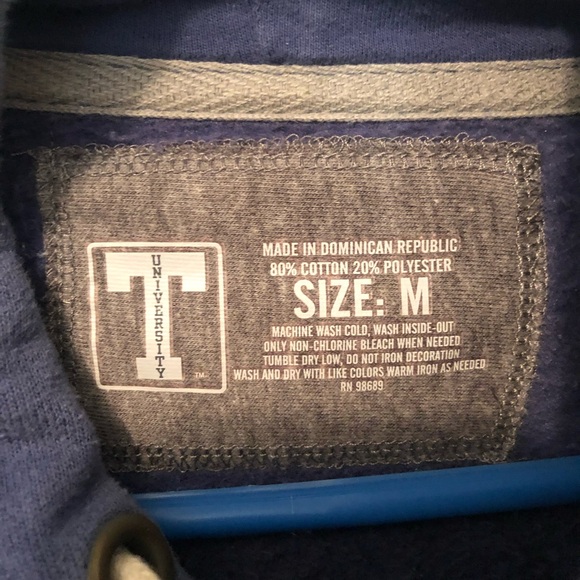 T
UNIVERSITY
TM
MADE IN DOMINICAN REPUBLIC
80% COTTON 20% POLYESTER
SIZE: M
MACHINE WASH COLD, WASH INSIDE-OUT
ONLY NON-CHLORINE BLEACH WHEN NEEDED
TUMBLE DRY LOW, DO NOT IRON DECORATION
WASH AND DRY WITH LIKE COLORS WARM IRON AS NEEDED
RN 98689